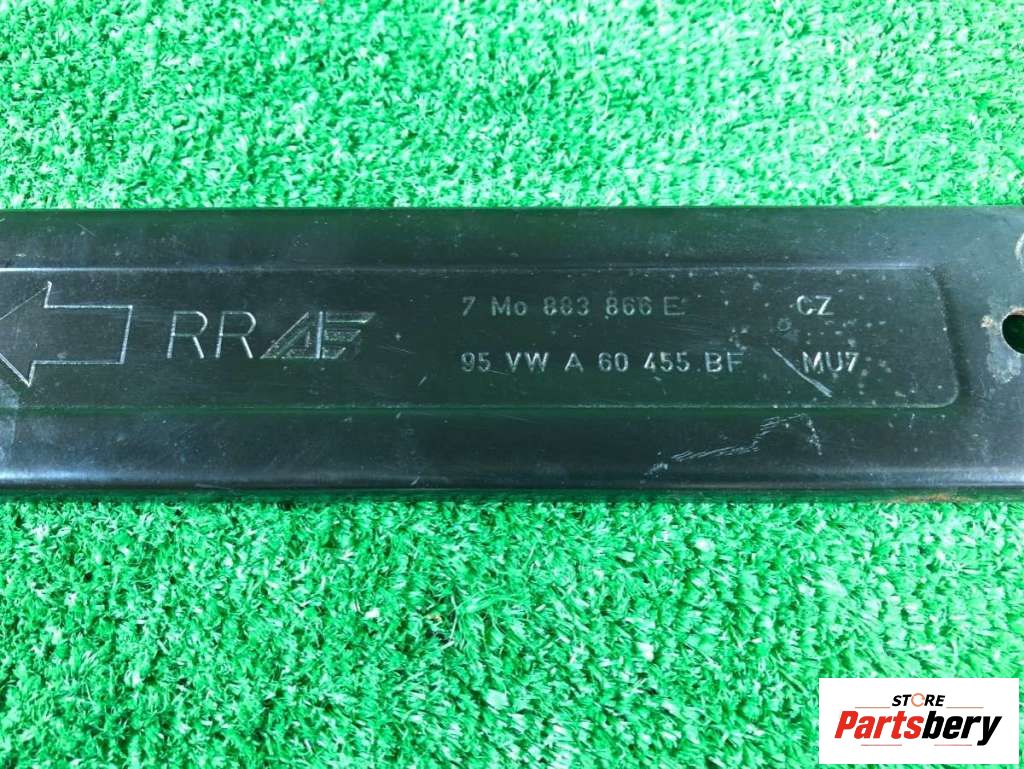 RR
7 Mo 883 866 E CZ
95 VW A 60 455 BF MU7
STORE
Partsbery